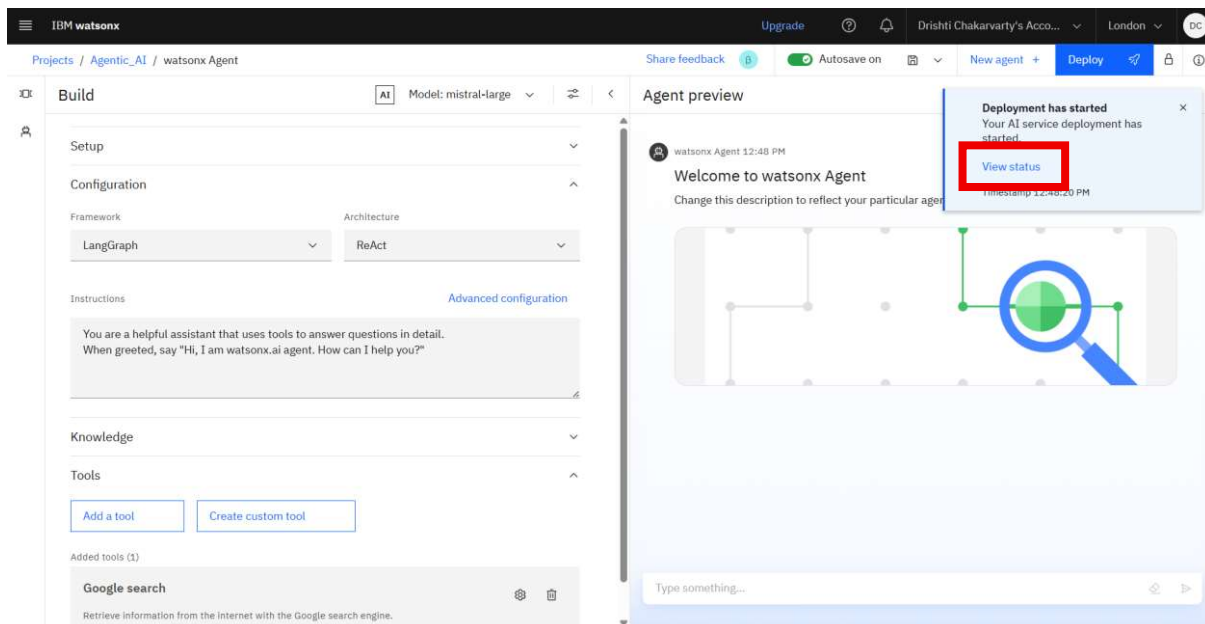 IBM watsonx
Upgrade
Drishti Chakarvarty's Acco...
London
DC
Projects / Agentic_AI / watsonx Agent
Share feedback
β
Autosave on
New agent +
Deploy
Build
AI
Model: mistral-large
Agent preview
Deployment has started
Your AI service deployment has
started.
View status
Timestamp 12:48:20 PM
Setup
Configuration
Framework
Architecture
LangGraph
ReAct
Instructions
Advanced configuration
You are a helpful assistant that uses tools to answer questions in detail.
When greeted, say "Hi, I am watsonx.ai agent. How can I help you?"
Knowledge
Tools
Add a tool
Create custom tool
Added tools (1)
Google search
Retrieve information from the internet with the Google search engine.
watsonx Agent 12:48 PM
Welcome to watsonx Agent
Change this description to reflect your particular agen
Type something...